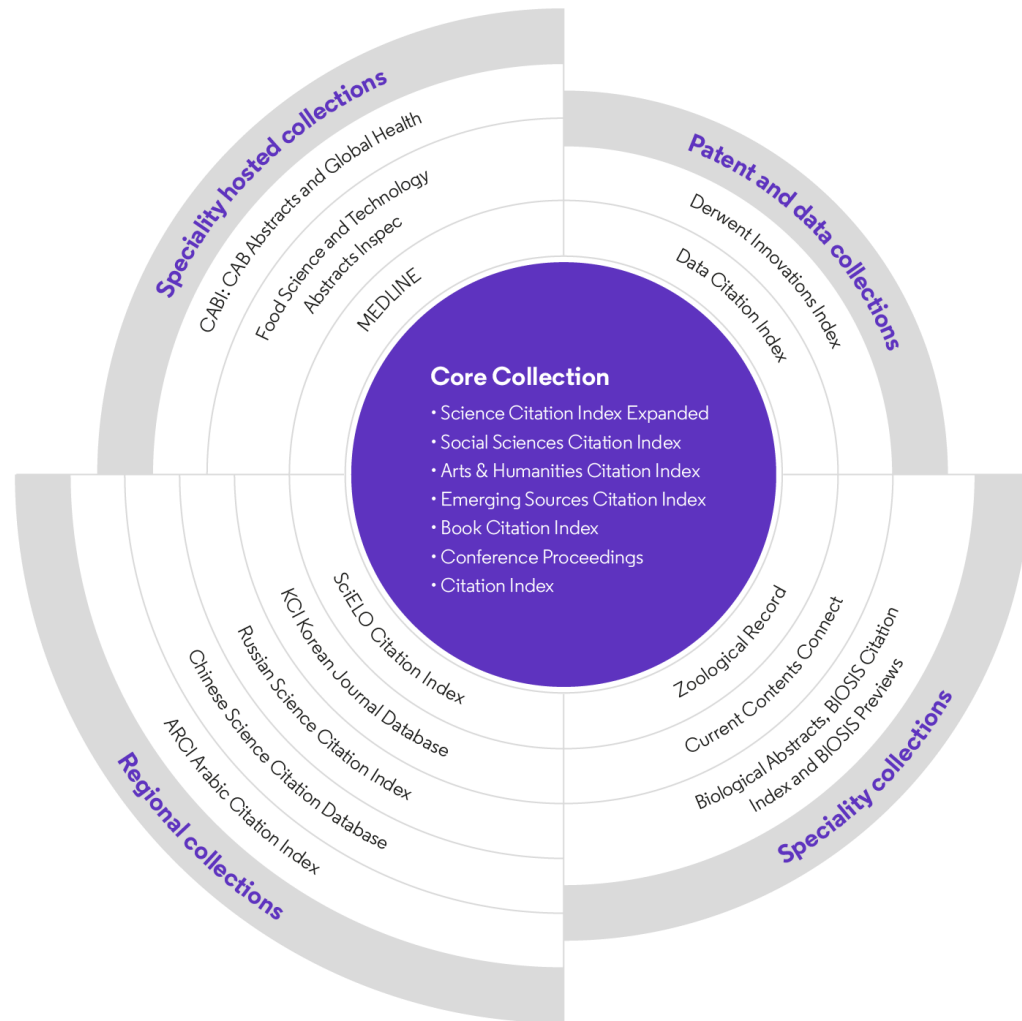 Speciality hosted collections
CABI: CAB Abstracts and Global Health
Food Science and Technology
Abstracts Inspec
MEDLINE
Patent and data collections
Derwent Innovations Index
Data Citation Index
Core Collection
• Science Citation Index Expanded
• Social Sciences Citation Index
• Arts & Humanities Citation Index
• Emerging Sources Citation Index
• Book Citation Index
• Conference Proceedings
• Citation Index
SciELO Citation Index
KCI Korean Journal Database
Russian Science Citation Index
Chinese Science Citation Database
ARCI Arabic Citation Index
Regional collections
Zoological Record
Current Contents Connect
Biological Abstracts, BIOSIS Citation
Index and BIOSIS Previews
Speciality collections